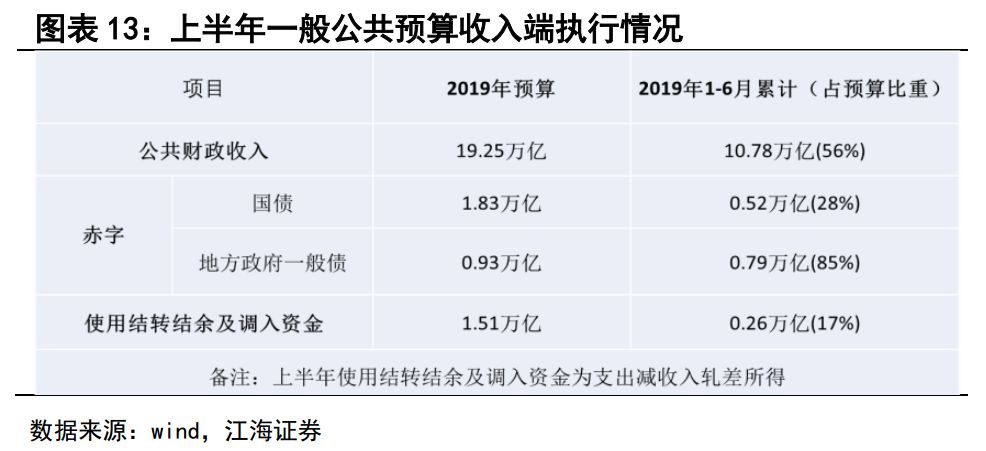 图表 13：上半年一般公共预算收入端执行情况
项目 2019年预算 2019年1-6月累计（占预算比重）
公共财政收入 19.25万亿 10.78万亿(56%)
赤字 国债 1.83万亿 0.52万亿(28%)
地方政府一般债 0.93万亿 0.79万亿(85%)
使用结转结余及调入资金 1.51万亿 0.26万亿(17%)
备注：上半年使用结转结余及调入资金为支出减收入轧差所得
数据来源：wind，江海证券